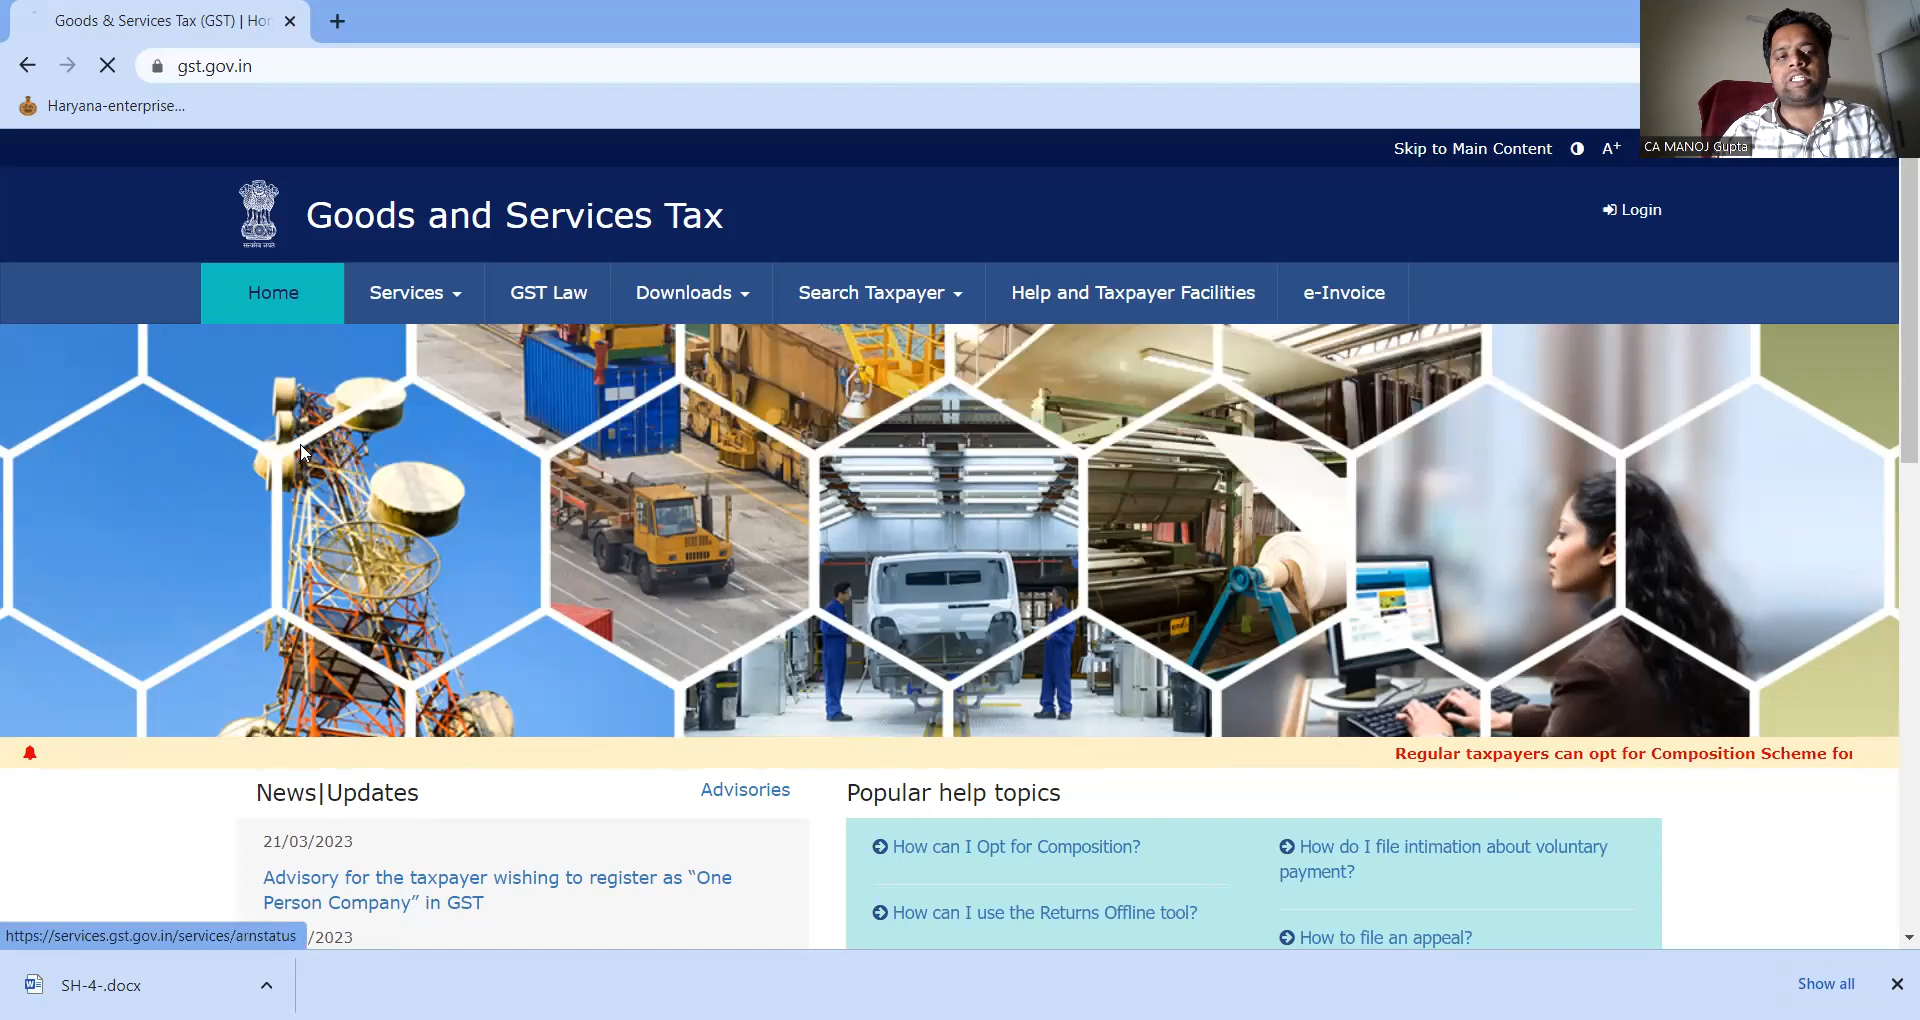 Goods & Services Tax (GST) | Hor
gst.gov.in
Haryana-enterprise...
Skip to Main Content A+
CA MANOJ Gupta
सत्यमेव जयते
Goods and Services Tax
Login
Home Services GST Law Downloads Search Taxpayer Help and Taxpayer Facilities e-Invoice
Regular taxpayers can opt for Composition Scheme for
News|Updates Advisories
21/03/2023
Advisory for the taxpayer wishing to register as “One
Person Company” in GST
/2023
Popular help topics
How can I Opt for Composition?
How can I use the Returns Offline tool?
How do I file intimation about voluntary
payment?
How to file an appeal?
https://services.gst.gov.in/services/arnstatus
SH-4-.docx
Show all